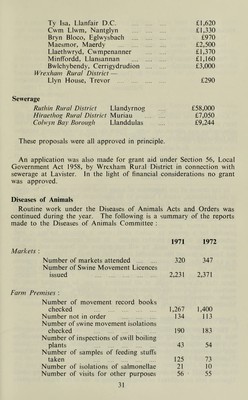 Ty Isa, Llanfair D.C. £1,620
Cwm Llwm, Nantglyn £1,330
Bryn Bloco, Eglwysbach £970
Maesmor, Maerdy £2,500
Llaethwryd, Cwmpenanner £1,370
Minffordd, Llansannan £1,160
Bwlchybendy, Cerrigydrudion £3,000
Wrexham Rural District —
Llyn House, Trevor £290
Sewerage
Ruthin Rural District Llandyrnog £58,000
Hiraethog Rural District Muriau £7,050
Colwyn Bay Borough Llanddulas £9,244
These proposals were all approved in principle.
An application was also made for grant aid under Section 56, Local
Government Act 1958, by Wrexham Rural District in connection with
sewerage at Lavister. In the light of financial considerations no grant
was approved.
Diseases of Animals
Routine work under the Diseases of Animals Acts and Orders was
continued during the year. The following is a summary of the reports
made to the Diseases of Animals Committee :
1971 1972
Markets :
Number of markets attended 320 347
Number of Swine Movement Licences
issued 2,231 2,371
Farm Premises :
Number of movement record books
checked 1,267 1,400
Number not in order 134 113
Number of swine movement isolations
checked 190 183
Number of inspections of swill boiling
plants 43 54
Number of samples of feeding stuffs
taken 125 73
Number of isolations of salmonellae 21 10
Number of visits for other purposes 56 55
31